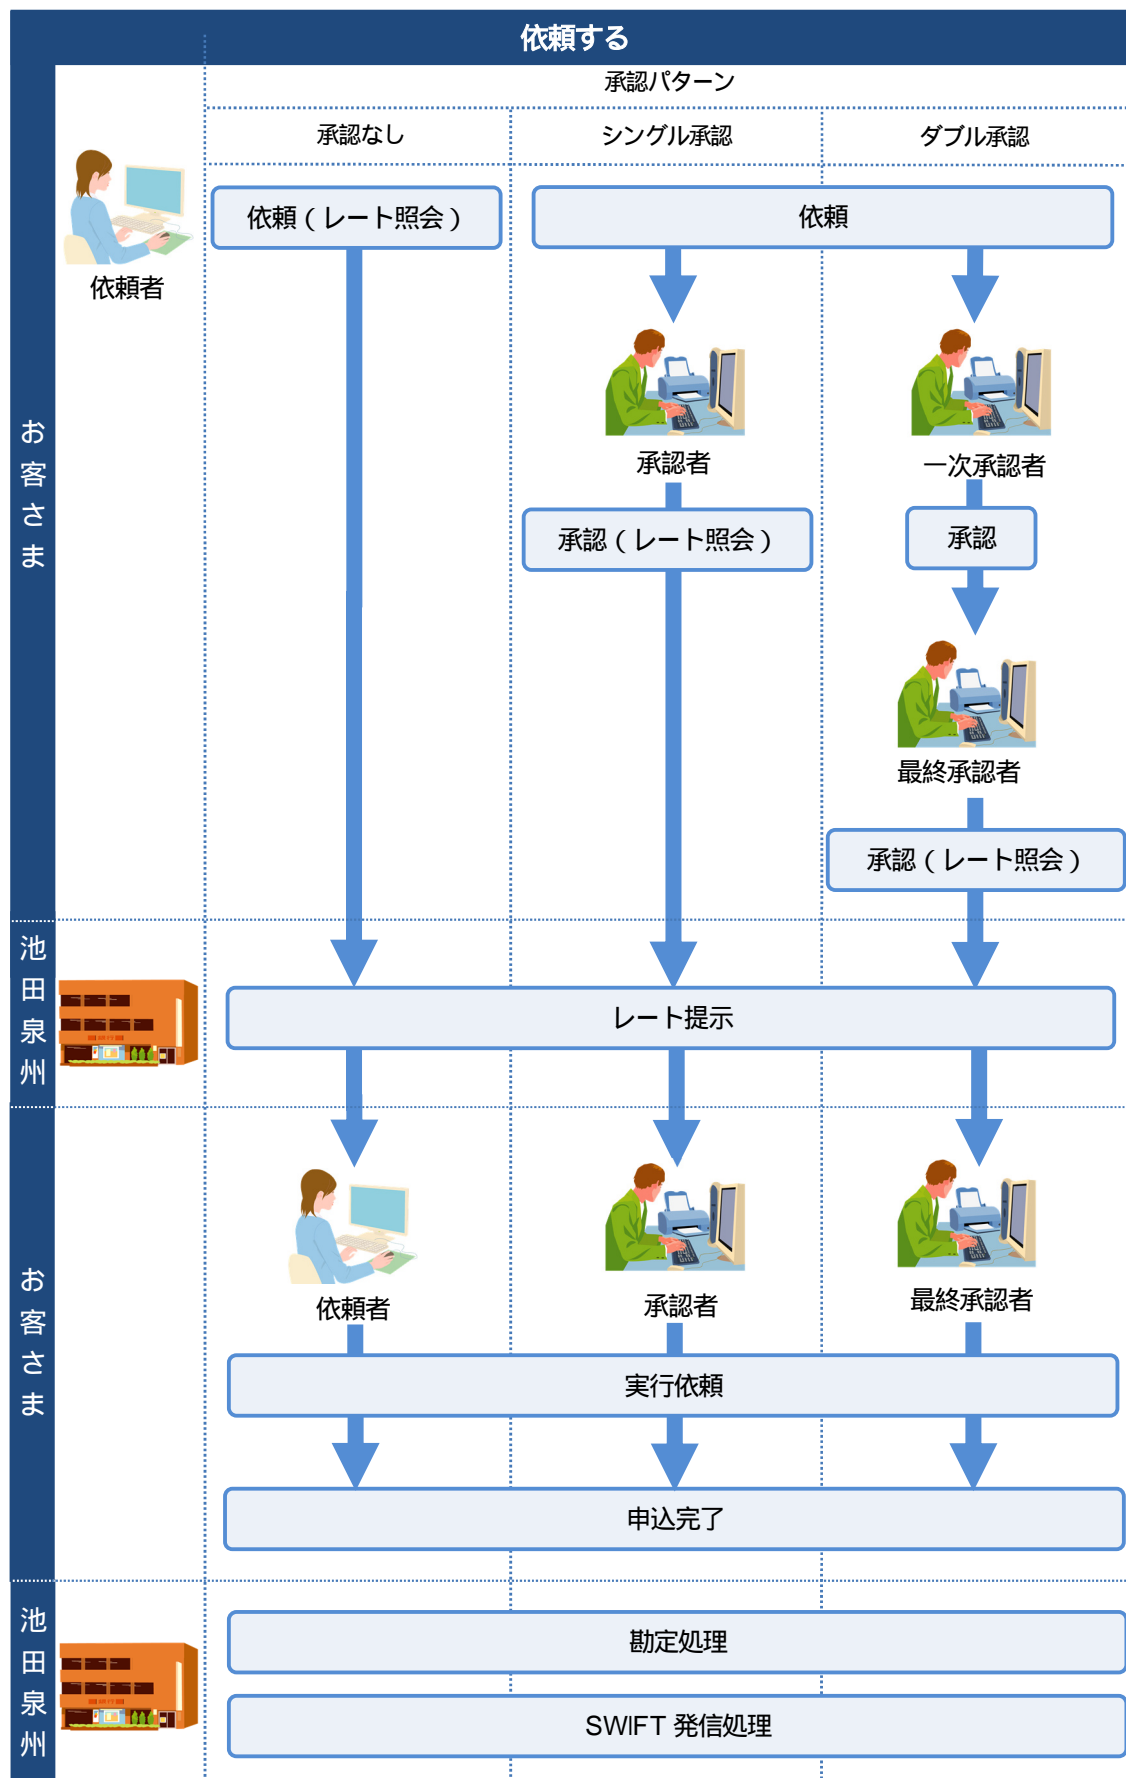 依頼する
承認パターン
承認なし
シングル承認
ダブル承認
お客さま
依頼者
依頼（レート照会）
依頼
承認者
一次承認者
承認（レート照会）
承認
最終承認者
承認（レート照会）
池田泉州
レート提示
お客さま
依頼者
承認者
最終承認者
実行依頼
申込完了
池田泉州
勘定処理
SWIFT 発信処理